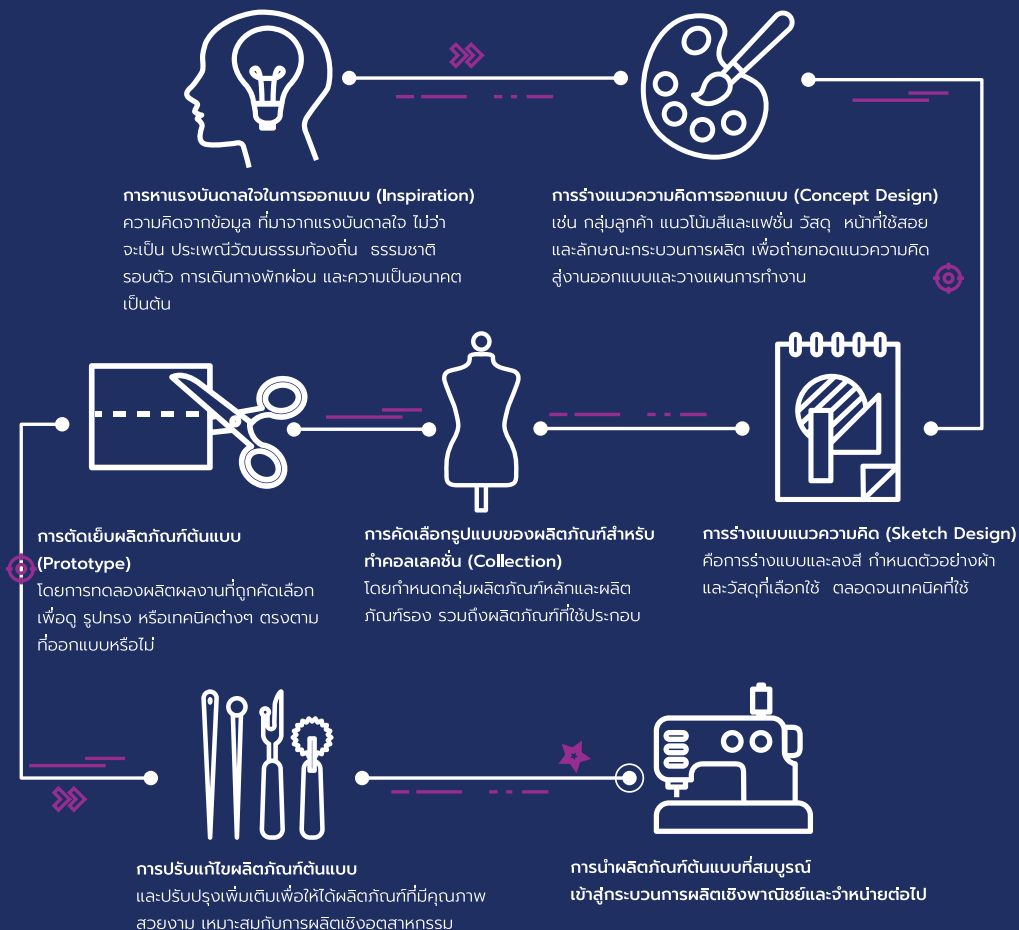 การหาแรงบันดาลใจในการออกแบบ (Inspiration)
ความคิดจากข้อมูล ที่มาจากแรงบันดาลใจ ไม่ว่า
จะเป็น ประเพณีวัฒนธรรมท้องถิ่น ธรรมชาติ
รอบตัว การเดินทางพักผ่อน และความเป็นอนาคต
เป็นต้น
การร่างแนวความคิดการออกแบบ (Concept Design)
เช่น กลุ่มลูกค้า แนวโน้มสีและแฟชั่น วัสดุ หน้าที่ใช้สอย
และลักษณะกระบวนการผลิต เพื่อถ่ายทอดแนวความคิด
สู่งานออกแบบและวางแผนการทำงาน
การร่างแบบแนวความคิด (Sketch Design)
คือการร่างแบบและลงสี กำหนดตัวอย่างผ้า
และวัสดุที่เลือกใช้ ตลอดจนเทคนิคที่ใช้
การคัดเลือกรูปแบบของผลิตภัณฑ์สำหรับ
ทำคอลเลคชั่น (Collection)
โดยกำหนดกลุ่มผลิตภัณฑ์หลักและผลิต
ภัณฑ์รอง รวมถึงผลิตภัณฑ์ที่ใช้ประกอบ
การตัดเย็บผลิตภัณฑ์ต้นแบบ
(Prototype)
โดยการทดลองผลิตผลงานที่ถูกคัดเลือก
เพื่อดู รูปทรง หรือเทคนิคต่างๆ ตรงตาม
ที่ออกแบบหรือไม่
การปรับแก้ไขผลิตภัณฑ์ต้นแบบ
และปรับปรุงเพิ่มเติมเพื่อให้ได้ผลิตภัณฑ์ที่มีคุณภาพ
สวยงาม เหมาะสมกับการผลิตเชิงอุตสาหกรรม
การนำผลิตภัณฑ์ต้นแบบที่สมบูรณ์
เข้าสู่กระบวนการผลิตเชิงพาณิชย์และจำหน่ายต่อไป